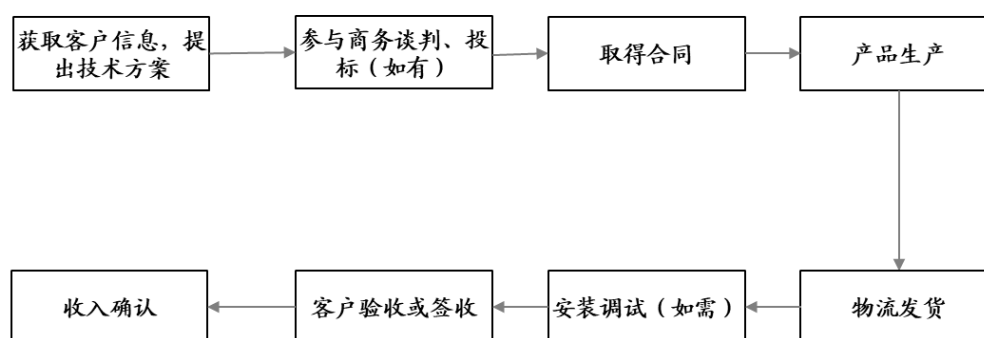 获取客户信息，提
出技术方案
参与商务谈判、投
标（如有）
取得合同
产品生产
物流发货
安装调试（如需）
客户验收或签收
收入确认